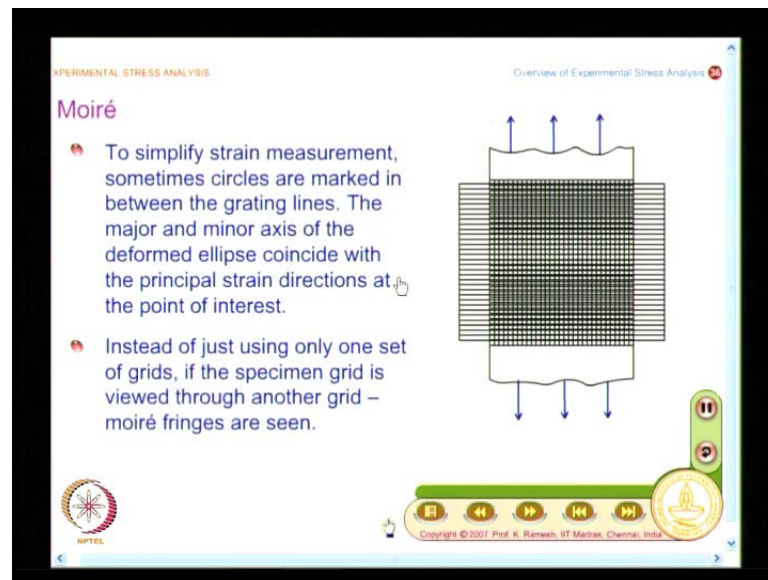 EXPERIMENTAL STRESS ANALYSIS
Overview of Experimental Stress Analysis 36
Moiré
To simplify strain measurement,
sometimes circles are marked in
between the grating lines. The
major and minor axis of the
deformed ellipse coincide with
the principal strain directions at
the point of interest.
Instead of just using only one set
of grids, if the specimen grid is
viewed through another grid –
moiré fringes are seen.
NPTEL
Copyright © 2007 Prof. K. Ramesh, IIT Madras, Chennai, India